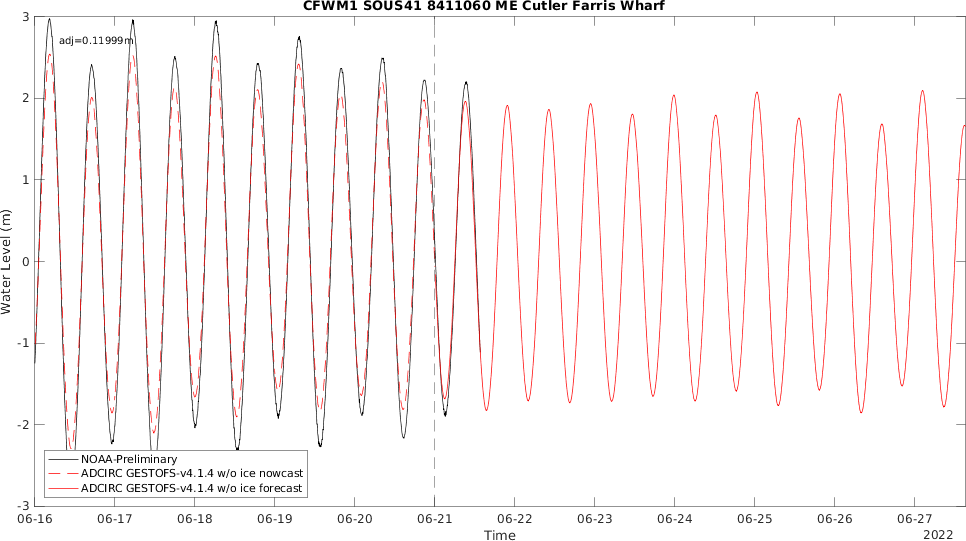 CFWM1 SOUS41 8411060 ME Cutler Farris Wharf
adj=0.11999m
3
2
1
0
-1
-2
-3
Water Level (m)
NOAA-Preliminary
ADCIRC GESTOFS-v4.1.4 w/o ice nowcast
ADCIRC GESTOFS-v4.1.4 w/o ice forecast
06-16 06-17 06-18 06-19 06-20 06-21 06-22 06-23 06-24 06-25 06-26 06-27
Time
2022